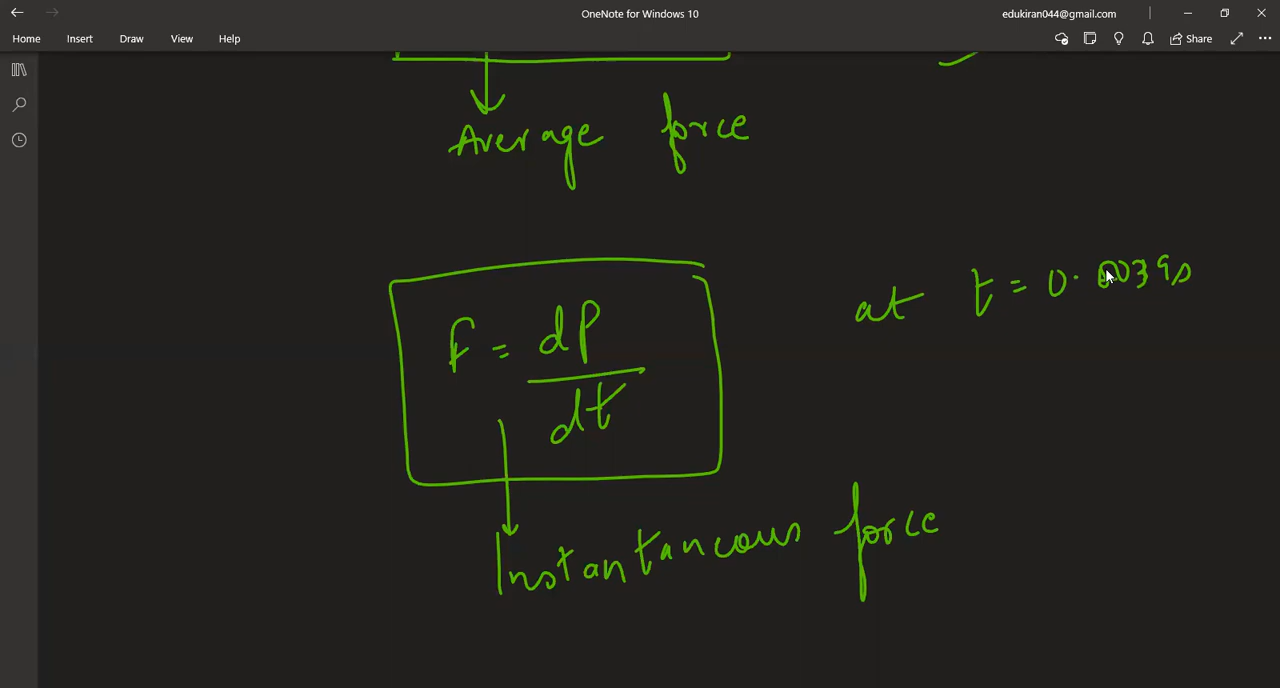 OneNote for Windows 10
edukiran044@gmail.com
Home Insert Draw View Help
Share
Average force
at t = 0.0039s
F = dP
dt
Instantaneous force